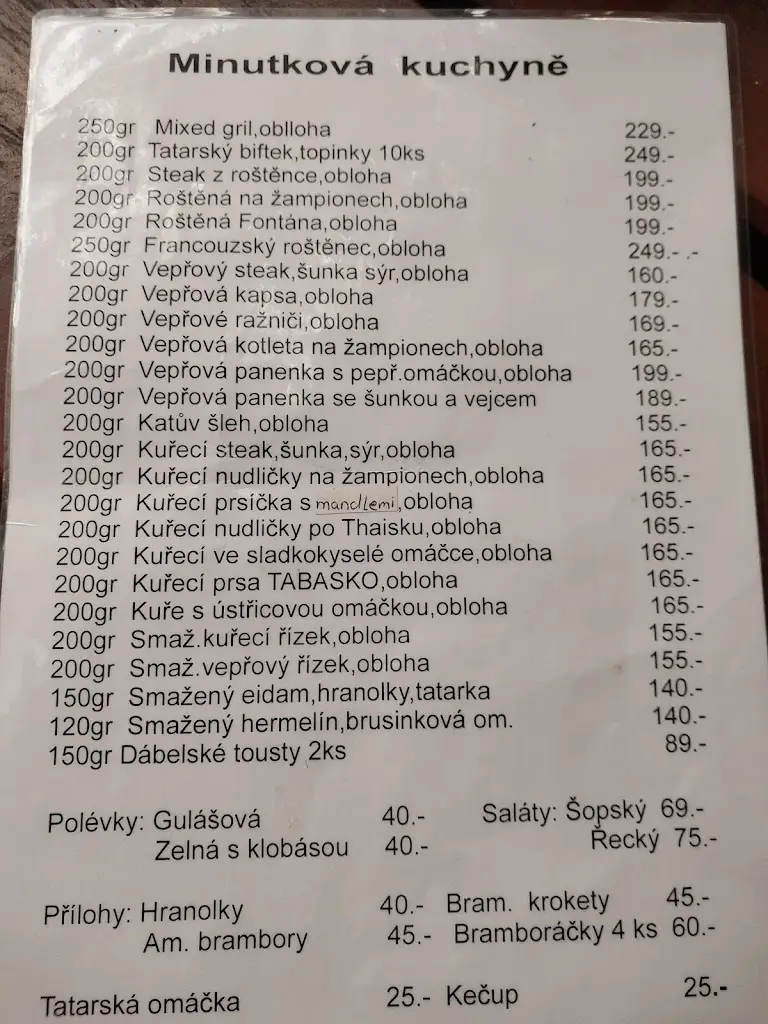 Minutková kuchyně
250gr Mixed gril,oblloha 229.-
200gr Tatarský biftek,topinky 10ks 249.-
200gr Steak z roštěnce,obloha 199.-
200gr Roštěná na žampionech,obloha 199.-
200gr Roštěná Fontána,obloha 199.-
250gr Francouzský roštěnec,obloha 249.- .-
200gr Vepřový steak,šunka sýr,obloha 160.-
200gr Vepřová kapsa,obloha 179.-
200gr Vepřové ražniči,obloha 169.-
200gr Vepřová kotleta na žampionech,obloha 165.-
200gr Vepřová panenka s pepř.omáčkou,obloha 199.-
200gr Vepřová panenka se šunkou a vejcem 189.-
200gr Katův šleh,obloha 155.-
200gr Kuřecí steak,šunka,sýr,obloha 165.-
200gr Kuřecí nudličky na žampionech,obloha 165.-
200gr Kuřecí prsíčka s mandlemi,obloha 165.-
200gr Kuřecí nudličky po Thaisku,obloha 165.-
200gr Kuřecí ve sladkokyselé omáčce,obloha 165.-
200gr Kuřecí prsa TABASKO,obloha 165.-
200gr Kuře s ústřicovou omáčkou,obloha 165.-
200gr Smaž.kuřecí řízek,obloha 155.-
200gr Smaž.vepřový řízek,obloha 155.-
150gr Smažený eidam,hranolky,tatarka 140.-
120gr Smažený hermelín,brusinková om. 140.-
150gr Dábelské tousty 2ks 89.-
Polévky: Gulášová 40.- Saláty: Šopský 69.-
Zelná s klobásou 40.- Řecký 75.-
Přílohy: Hranolky 40.- Bram. krokety 45.-
Am. brambory 45.- Bramboráčky 4 ks 60.-
Tatarská omáčka 25.- Kečup 25.-